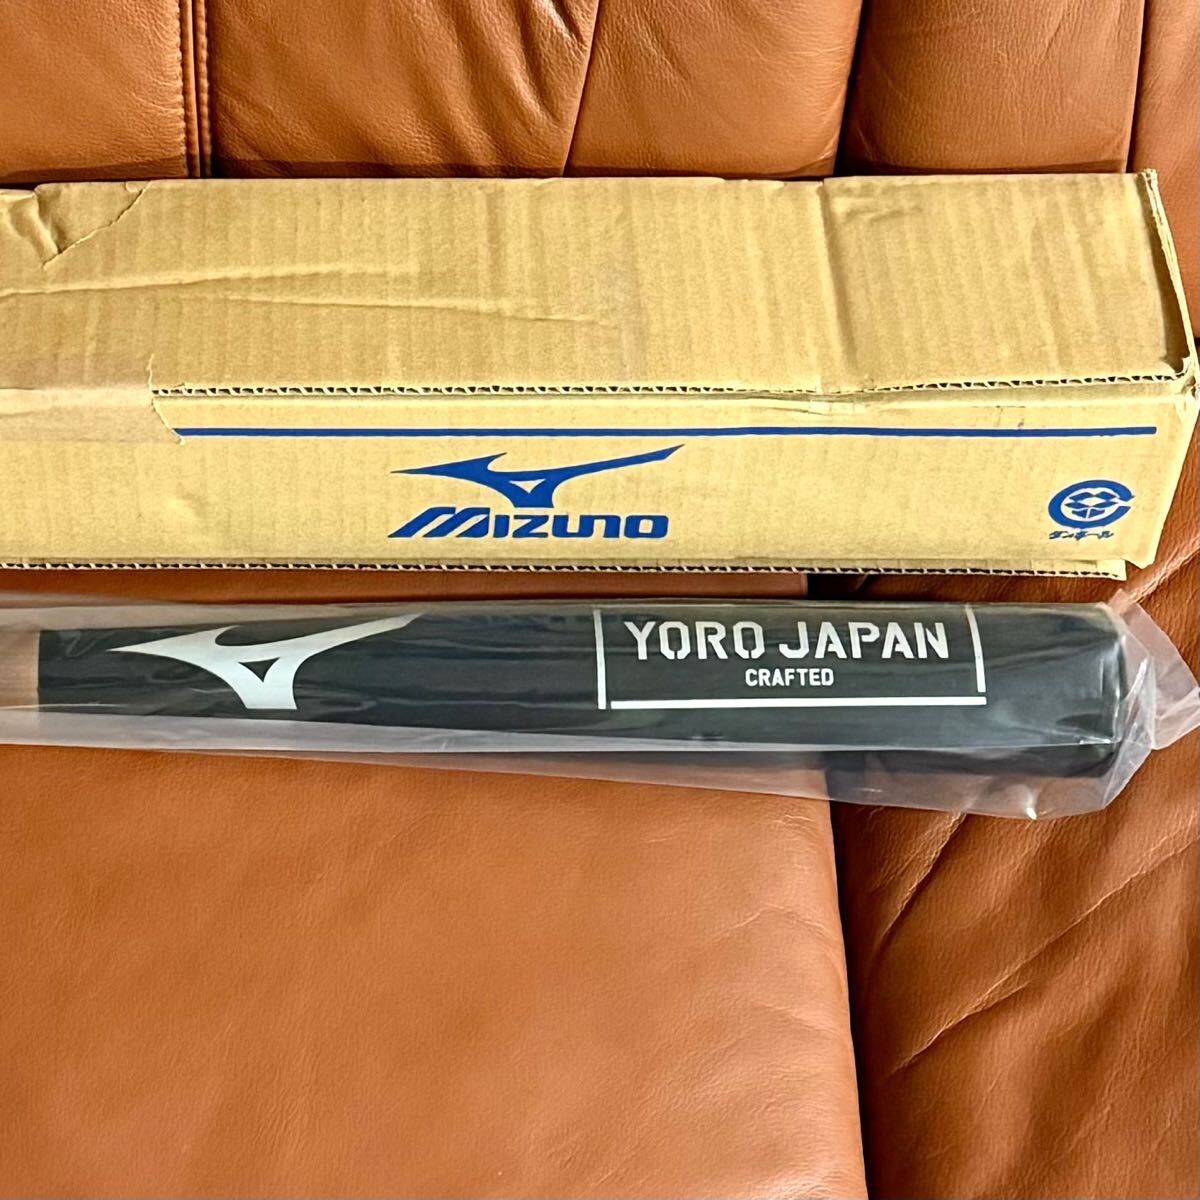 MIZUNO
ダンボール
YORO JAPAN
CRAFTED